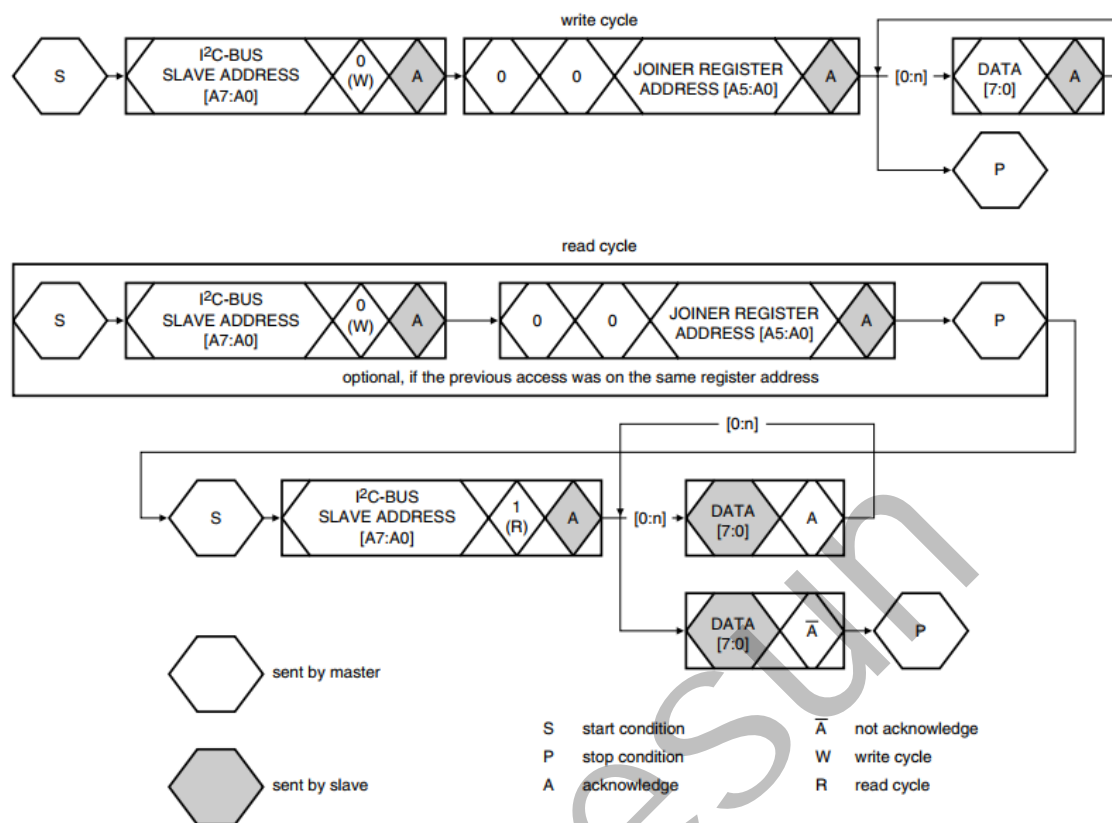 write cycle
S
I²C-BUS
SLAVE ADDRESS
[A7:A0]
0
(W)
A
0
0
JOINER REGISTER
ADDRESS [A5:A0]
A
[0:n]
DATA
[7:0]
A
P
read cycle
S
I²C-BUS
SLAVE ADDRESS
[A7:A0]
0
(W)
A
0
0
JOINER REGISTER
ADDRESS [A5:A0]
A
P
optional, if the previous access was on the same register address
[0:n]
S
I²C-BUS
SLAVE ADDRESS
[A7:A0]
1
(R)
A
[0:n]
DATA
[7:0]
A
DATA
[7:0]
A̅
P
sent by master
sent by slave
S start condition
P stop condition
A acknowledge
A̅ not acknowledge
W write cycle
R read cycle
esun